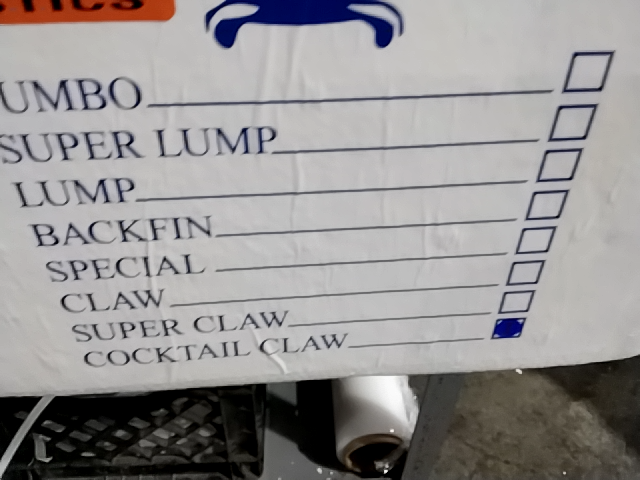 UMBO
SUPER LUMP
LUMP
BACKFIN
SPECIAL
CLAW
SUPER CLAW
COCKTAIL CLAW